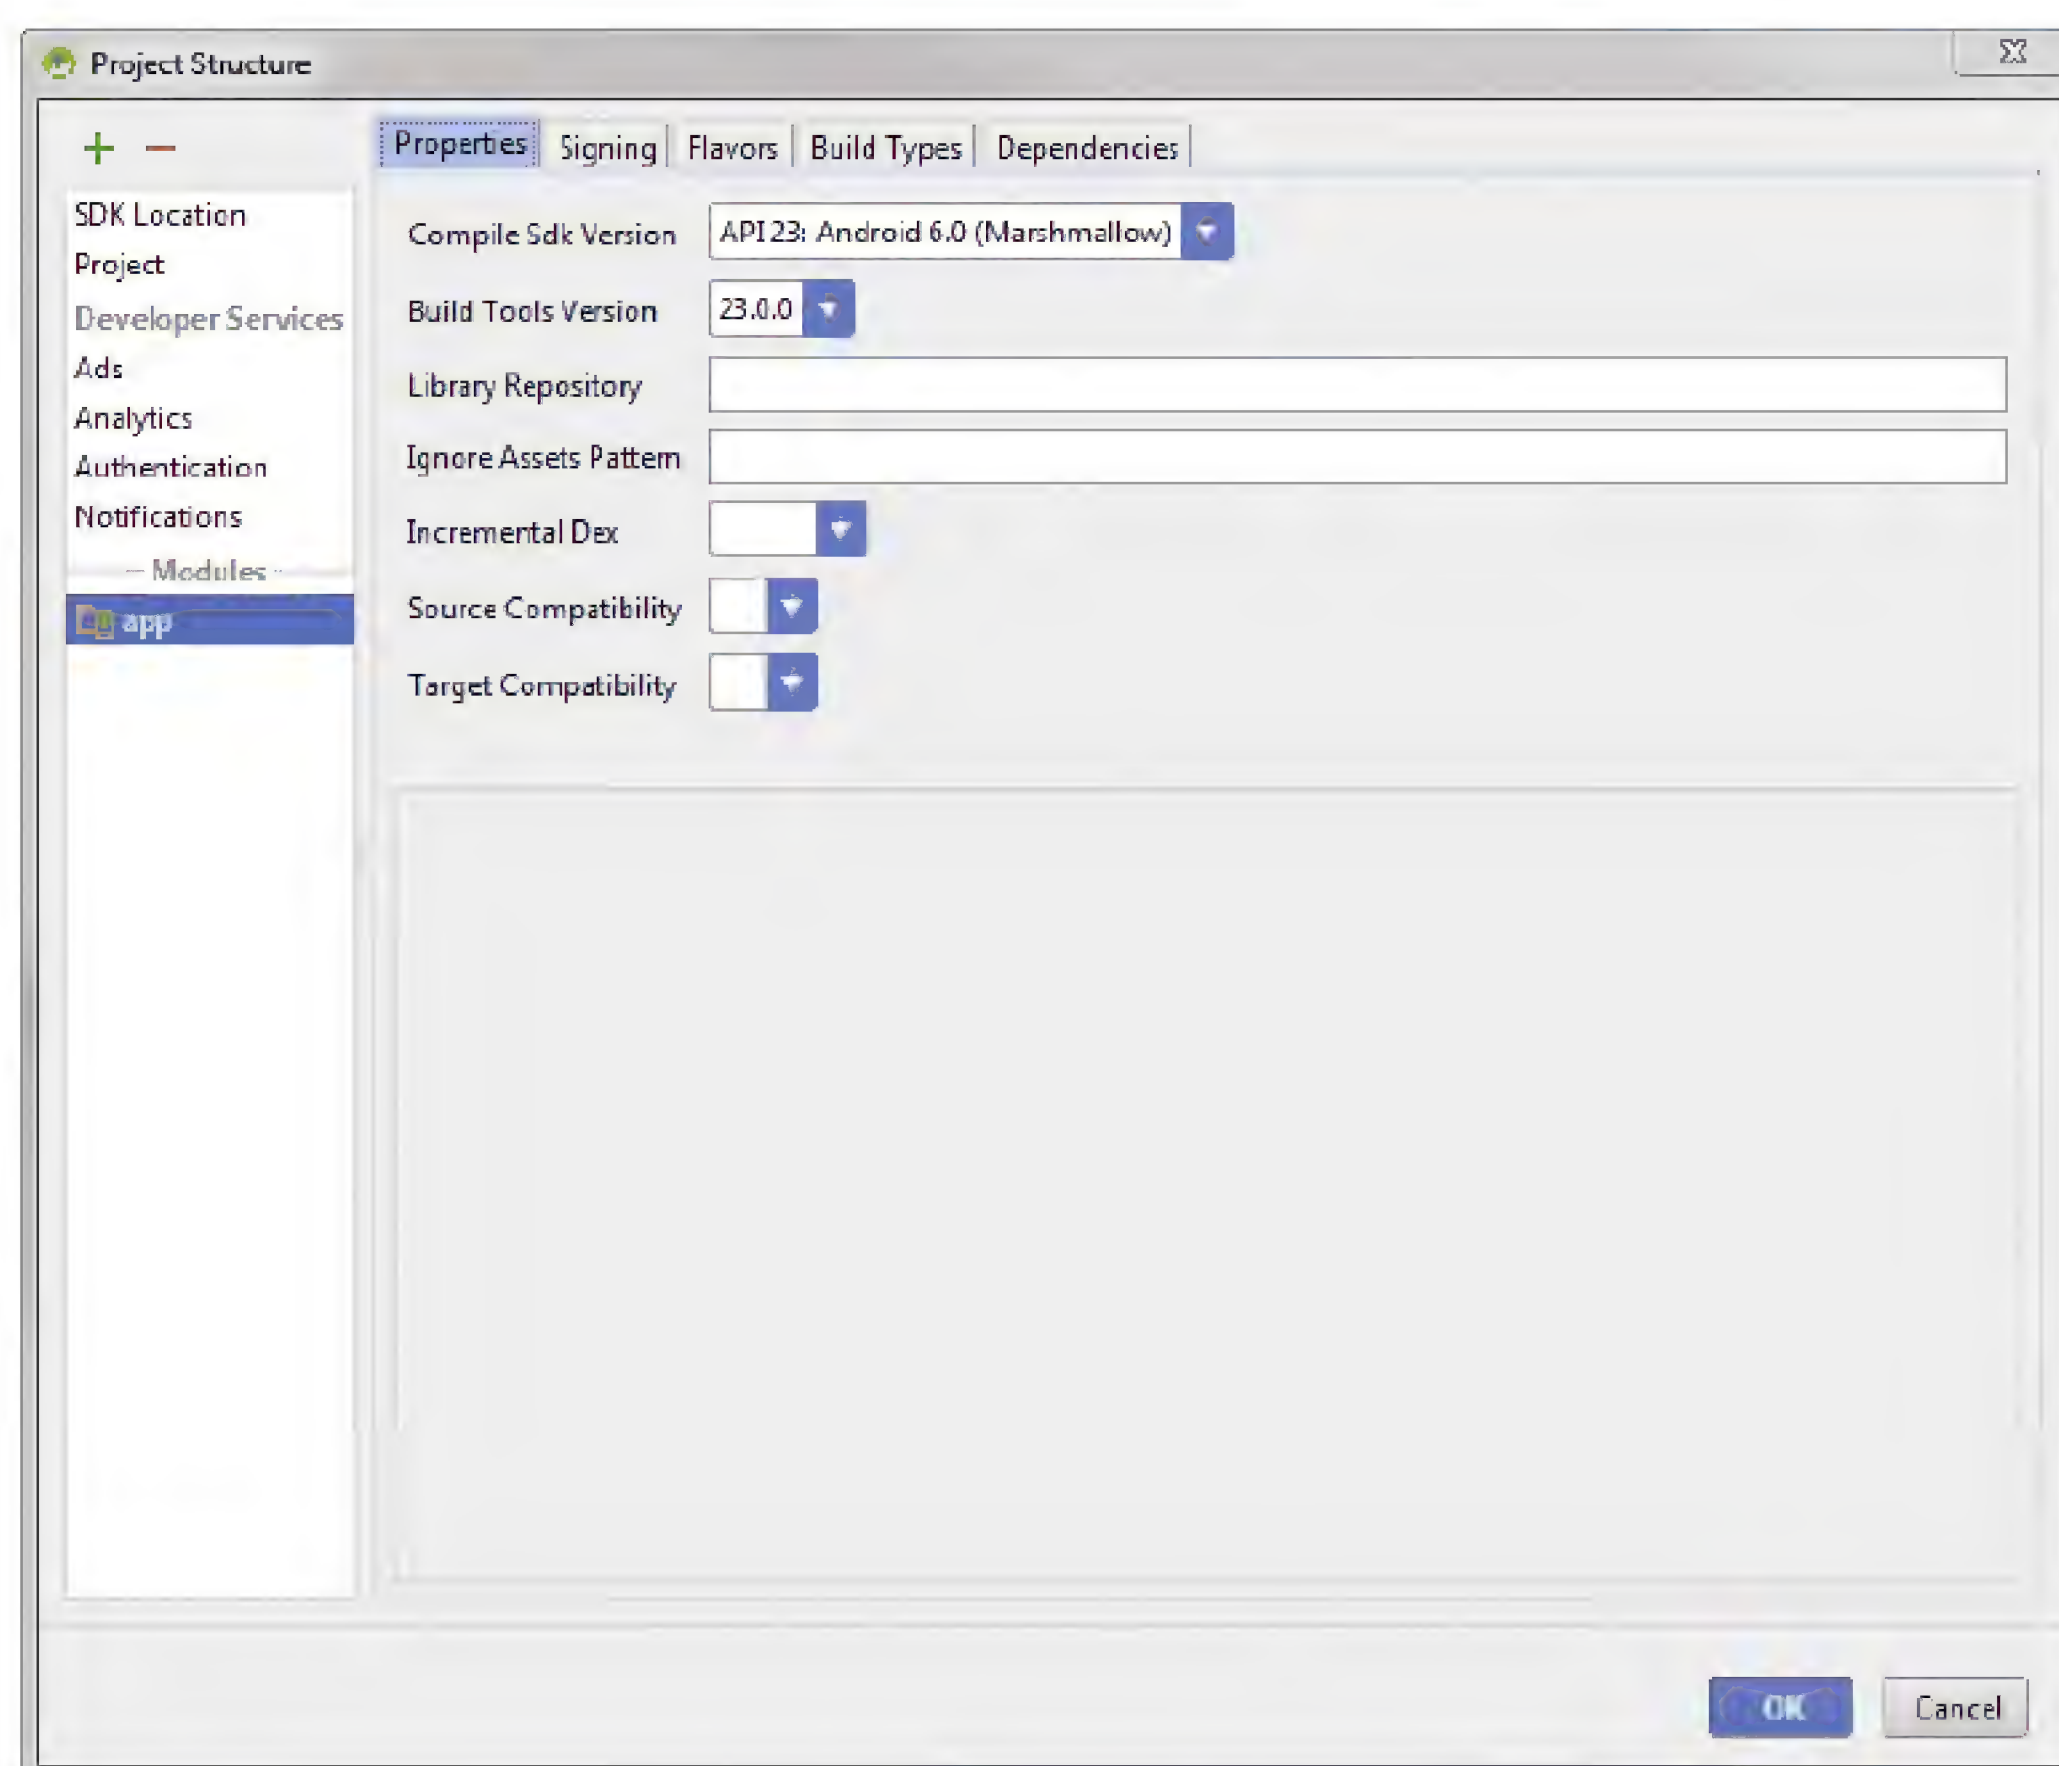 Project Structure
Properties Signing Flavors Build Types Dependencies
SDK Location
Project
Developer Services
Ads
Analytics
Authentication
Notifications
Modules
app
Compile Sdk Version API 23: Android 6.0 (Marshmallow)
Build Tools Version 23.0.0
Library Repository
Ignore Assets Pattern
Incremental Dex
Source Compatibility
Target Compatibility
OK Cancel